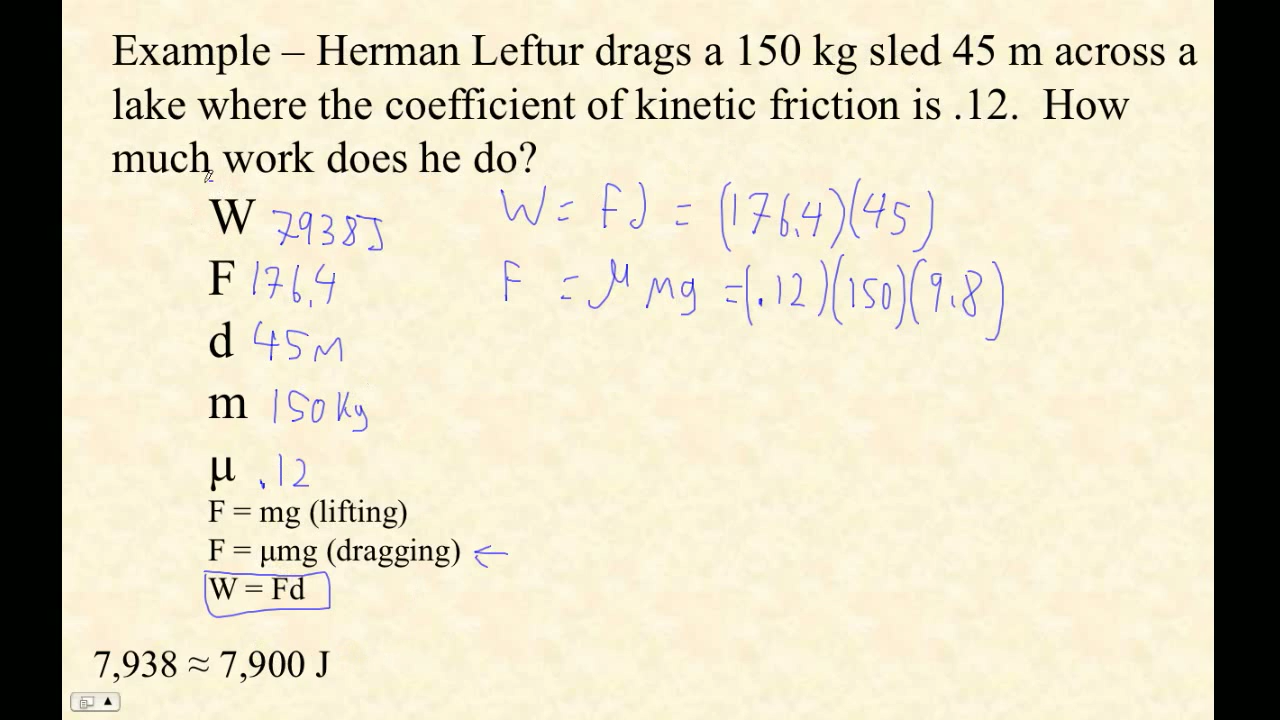 Example – Herman Leftur drags a 150 kg sled 45 m across a
lake where the coefficient of kinetic friction is .12. How
much work does he do?
W 7938J
W = Fd = (176.4)(45)
F 176.4
F = μ mg = (.12)(150)(9.8)
d 45m
m 150kg
μ .12
F = mg (lifting)
F = μmg (dragging) ←
W = Fd
7,938 ≈ 7,900 J